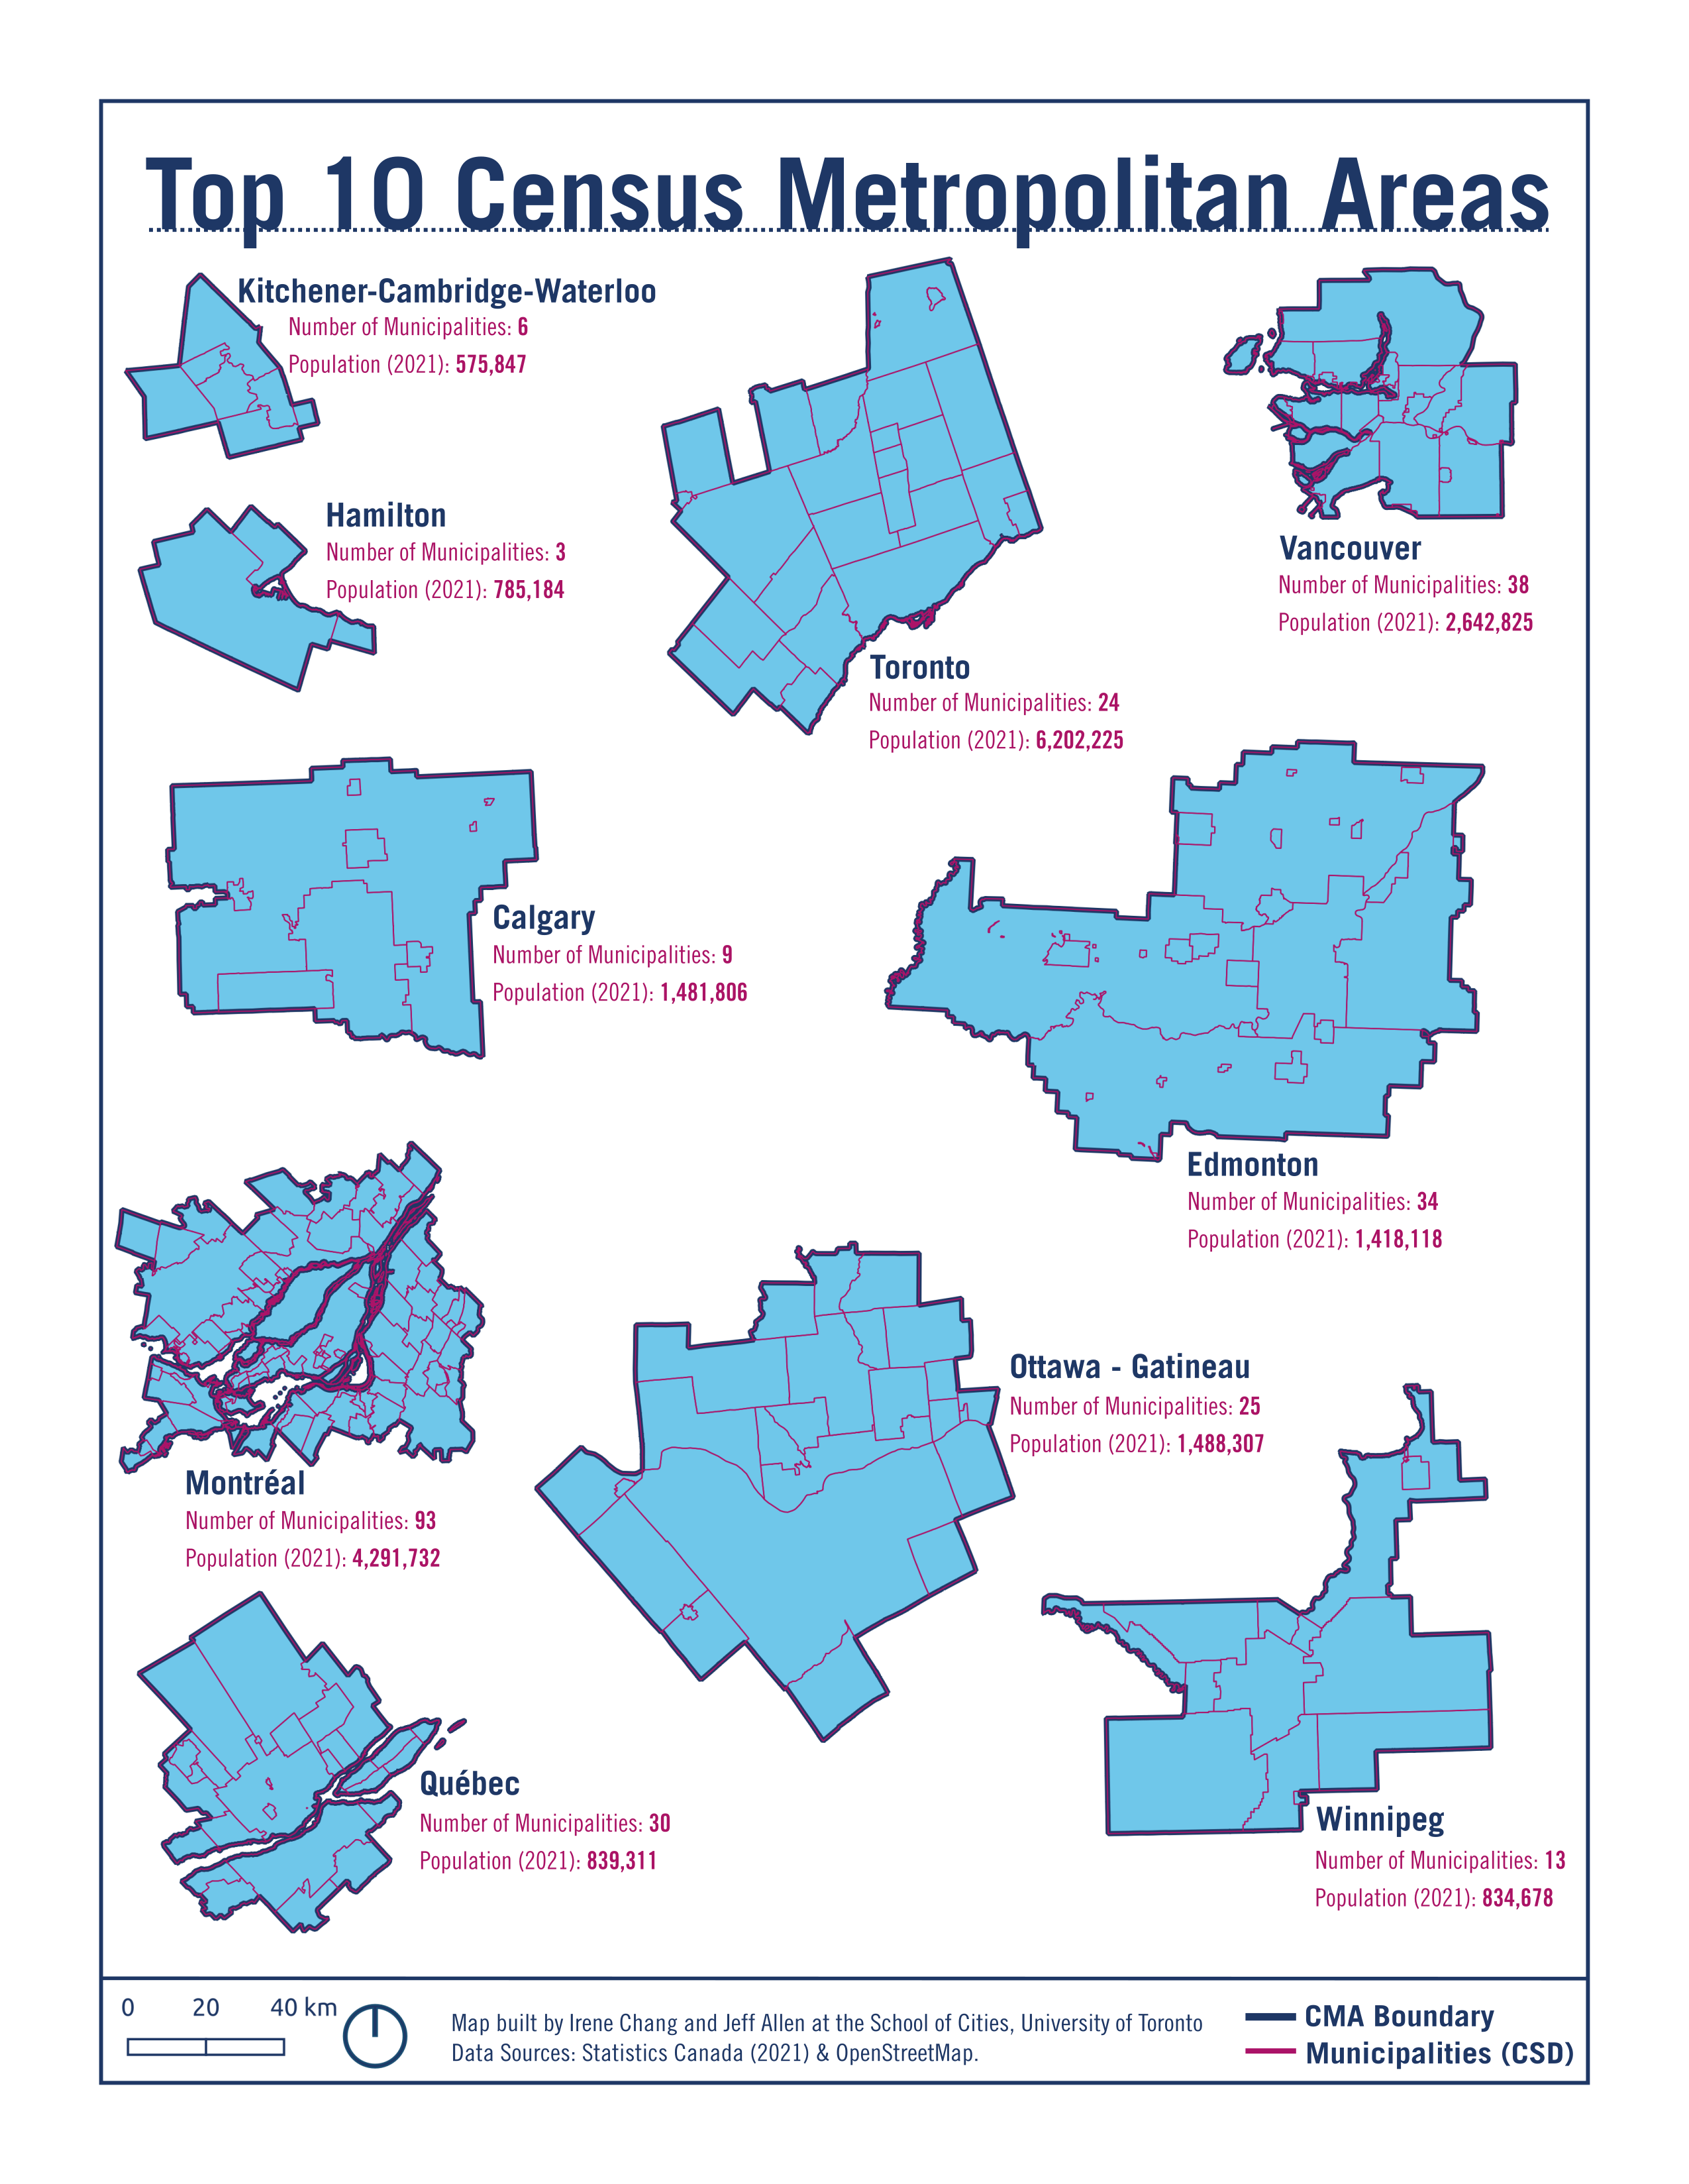 Top 10 Census Metropolitan Areas
Kitchener-Cambridge-Waterloo
Number of Municipalities: 6
Population (2021): 575,847
Hamilton
Number of Municipalities: 3
Population (2021): 785,184
Toronto
Number of Municipalities: 24
Population (2021): 6,202,225
Vancouver
Number of Municipalities: 38
Population (2021): 2,642,825
Calgary
Number of Municipalities: 9
Population (2021): 1,481,806
Edmonton
Number of Municipalities: 34
Population (2021): 1,418,118
Montréal
Number of Municipalities: 93
Population (2021): 4,291,732
Ottawa - Gatineau
Number of Municipalities: 25
Population (2021): 1,488,307
Québec
Number of Municipalities: 30
Population (2021): 839,311
Winnipeg
Number of Municipalities: 13
Population (2021): 834,678
0 20 40 km
Map built by Irene Chang and Jeff Allen at the School of Cities, University of Toronto
Data Sources: Statistics Canada (2021) & OpenStreetMap.
CMA Boundary
Municipalities (CSD)